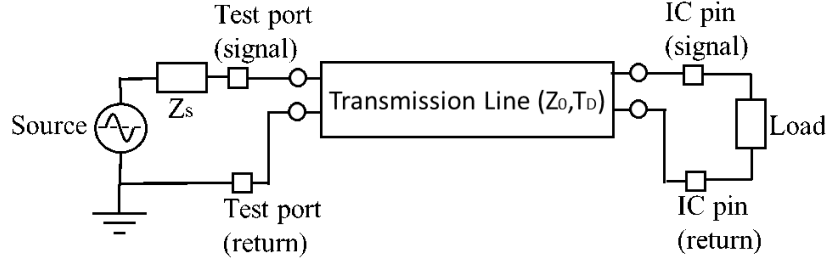 Test port
(signal)
IC pin
(signal)
Zs
Transmission Line (Z0,TD)
Source
Load
Test port
(return)
IC pin
(return)